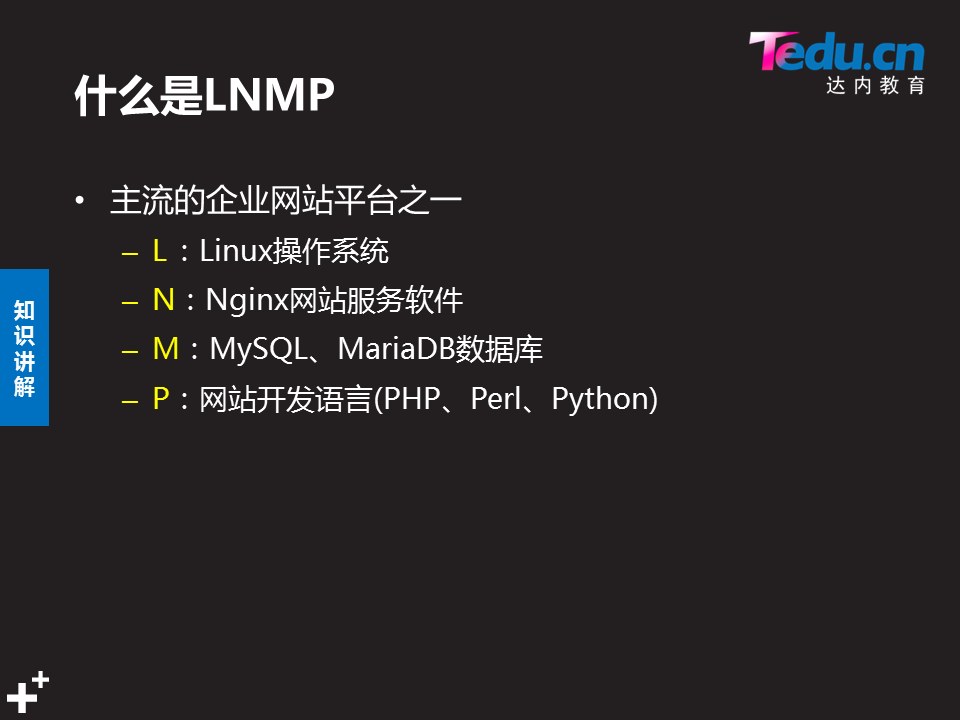 Tedu.cn
达内教育
什么是LNMP
• 主流的企业网站平台之一
– L：Linux操作系统
– N：Nginx网站服务软件
– M：MySQL、MariaDB数据库
– P：网站开发语言(PHP、Perl、Python)
知识讲解